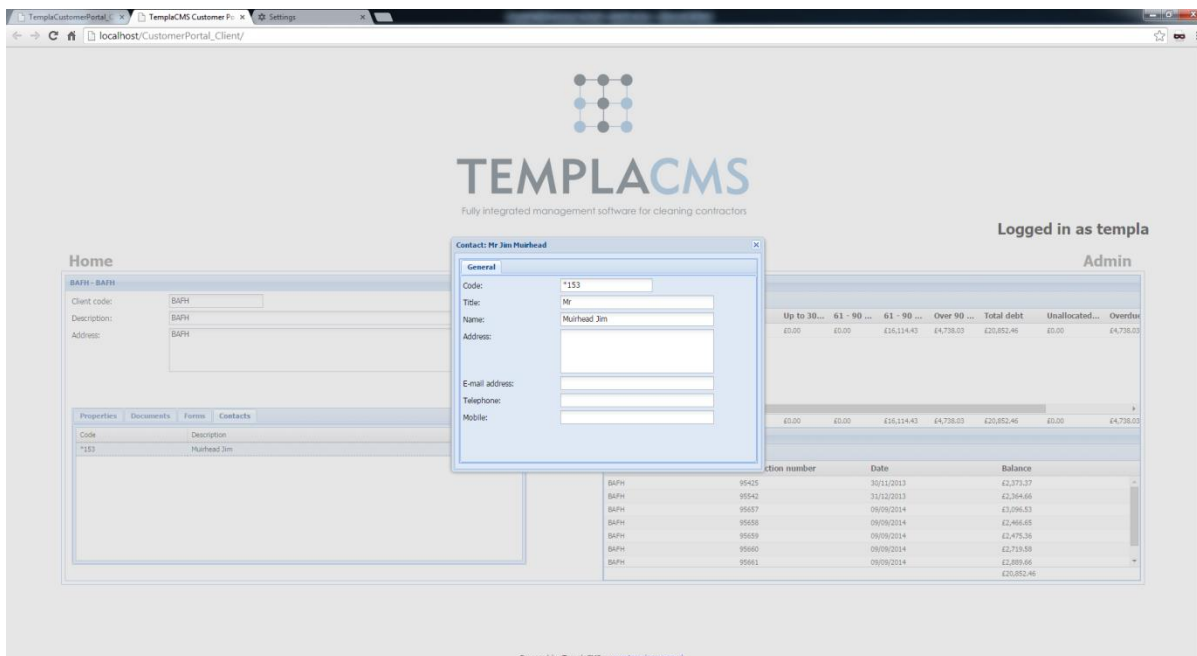 TemplaCustomerPortal_C
TemplaCMS Customer Po
Settings
localhost/CustomerPortal_Client/
TEMPLACMS
Fully integrated management software for cleaning contractors
Logged in as templa
Home
Admin
BAFH - BAFH
Client code: BAFH
Description: BAFH
Address: BAFH
Properties Documents Forms Contacts
Code Description
*153 Muirhead Jim
Contact: Mr Jim Muirhead
General
Code: *153
Title: Mr
Name: Muirhead Jim
Address:
E-mail address:
Telephone:
Mobile:
Up to 30... 61 - 90 ... 61 - 90 ... Over 90 ... Total debt Unallocated... Overdue
£0.00 £0.00 £16,114.43 £4,738.03 £20,852.46 £0.00 £4,738.03
£0.00 £0.00 £16,114.43 £4,738.03 £20,852.46 £0.00 £4,738.03
ction number Date Balance
BAFH 95425 30/11/2013 £2,373.37
BAFH 95542 31/12/2013 £2,364.66
BAFH 95657 09/09/2014 £3,096.53
BAFH 95658 09/09/2014 £2,466.65
BAFH 95659 09/09/2014 £2,475.36
BAFH 95660 09/09/2014 £2,719.58
BAFH 95661 09/09/2014 £2,889.66
£20,852.46